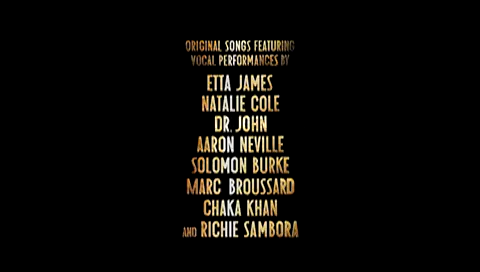 ORIGINAL SONGS FEATURING
VOCAL PERFORMANCES BY
ETTA JAMES
NATALIE COLE
DR. JOHN
AARON NEVILLE
SOLOMON BURKE
MARC BROUSSARD
CHAKA KHAN
AND RICHIE SAMBORA